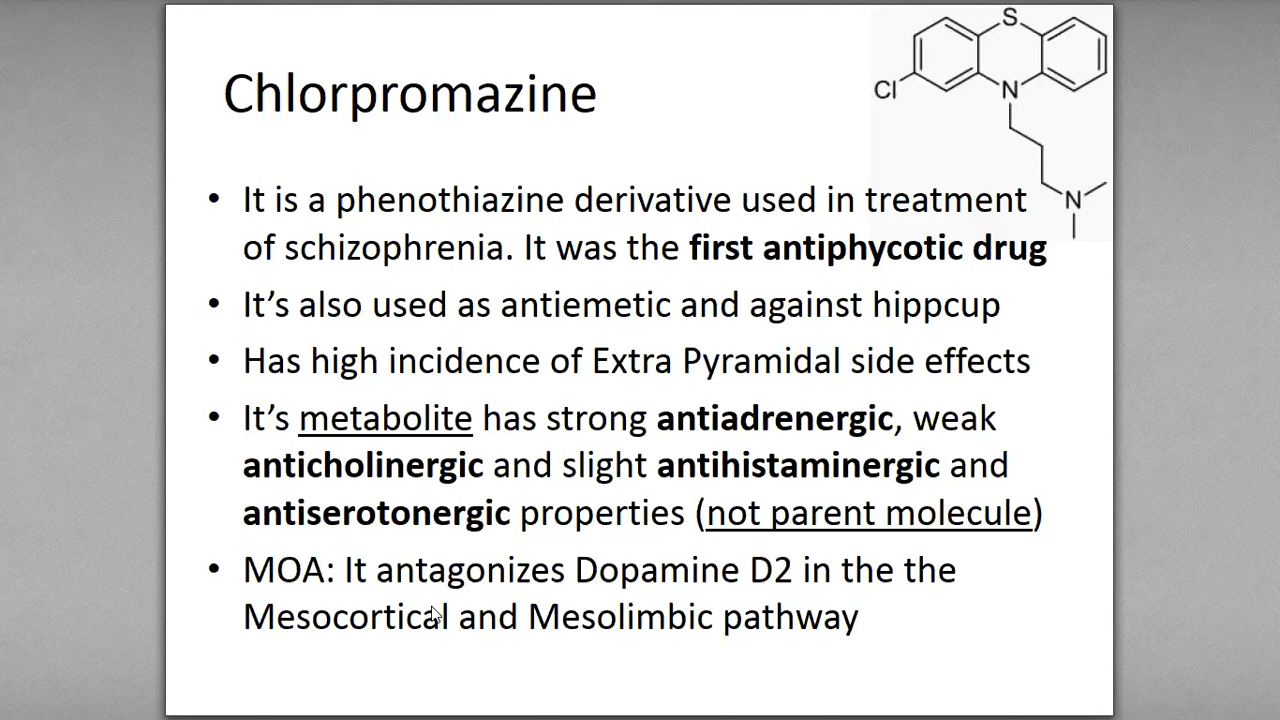 S
Cl
N
N
Chlorpromazine
• It is a phenothiazine derivative used in treatment
of schizophrenia. It was the first antiphycotic drug
• It’s also used as antiemetic and against hippcup
• Has high incidence of Extra Pyramidal side effects
• It’s metabolite has strong antiadrenergic, weak
anticholinergic and slight antihistaminergic and
antiserotonergic properties (not parent molecule)
• MOA: It antagonizes Dopamine D2 in the the
Mesocortical and Mesolimbic pathway